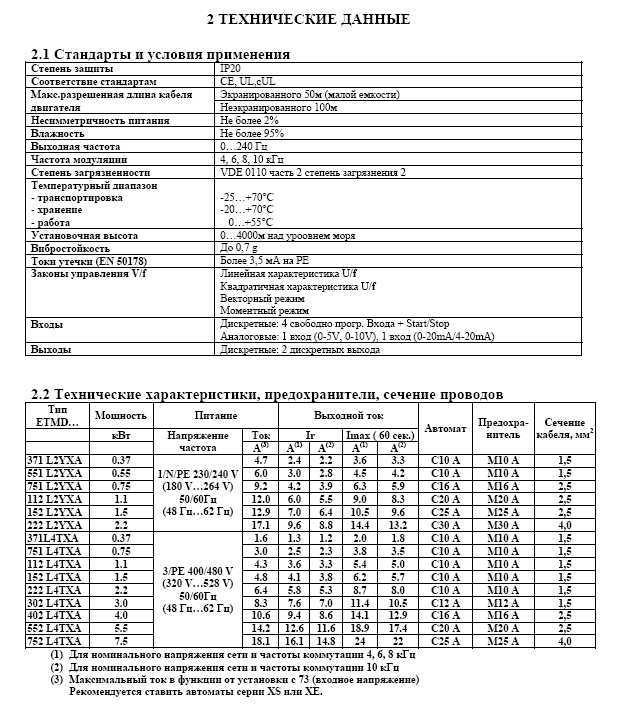 2 ТЕХНИЧЕСКИЕ ДАННЫЕ
2.1 Стандарты и условия применения
Степень защиты IP20
Соответствие стандартам CE, UL,cUL
Макс.разрешенная длина кабеля Экранированного 50м (малой емкости)
двигателя Неэкранированного 100м
Несимметричность питания Не более 2%
Влажность Не более 95%
Выходная частота 0…240 Гц
Частота модуляции 4, 6, 8, 10 кГц
Степень загрязненности VDE 0110 часть 2 степень загрязнения 2
Температурный диапазон
- транспортировка -25…+70°C
- хранение -20…+70°C
- работа 0…+55°C
Установочная высота 0…4000м над уроовнем моря
Вибростойкость До 0,7 g
Токи утечки (EN 50178) Более 3,5 мА на PE
Законы управления V/f Линейная характеристика U/f
Квадратичная характеристика U/f
Векторный режим
Моментный режим
Входы Дискретные: 4 свободно прогр. Входа + Start/Stop
Аналоговые: 1 вход (0-5V, 0-10V), 1 вход (0-20mA/4-20mA)
Выходы Дискретные: 2 дискретных выхода
2.2 Технические характеристики, предохранители, сечение проводов
Тип ETMD… Мощность Питание Выходной ток Автомат Предохра-нитель Сечение кабеля, мм2
кВт Напряжение частота Ток A(3) Ir Imax ( 60 сек.)
A(1) A(2) A(1) A(2)
1/N/PE 230/240 V
(180 V…264 V)
50/60Гц
(48 Гц…62 Гц)
371 L2YXA 0.37 4.7 2.4 2.2 3.6 3.3 C10 A M10 A 1,5
551 L2YXA 0.55 6.0 3.0 2.8 4.5 4.2 C10 A M10 A 1,5
751 L2YXA 0.75 9.2 4.2 3.9 6.3 5.9 C16 A M16 A 2,5
112 L2YXA 1.1 12.0 6.0 5.5 9.0 8.3 C20 A M20 A 2,5
152 L2YXA 1.5 12.9 7.0 6.4 10.5 9.6 C25 A M25 A 2,5
222 L2YXA 2.2 17.1 9.6 8.8 14.4 13.2 C30 A M30 A 4,0
3/PE 400/480 V
(320 V…528 V)
50/60Гц
(48 Гц…62 Гц)
371L4TXA 0.37 1.6 1.3 1.2 2.0 1.8 C10 A M10 A 1,5
751 L4TXA 0.75 3.0 2.5 2.3 3.8 3.5 C10 A M10 A 1,5
112 L4TXA 1.1 4.3 3.6 3.3 5.4 5.0 C10 A M10 A 1,5
152 L4TXA 1.5 4.8 4.1 3.8 6.2 5.7 C10 A M10 A 1,5
222 L4TXA 2.2 6.4 5.8 5.3 8.7 8.0 C10 A M10 A 1,5
302 L4TXA 3.0 8.3 7.6 7.0 11.4 10.5 C12 A M12 A 1,5
402 L4TXA 4.0 10.6 9.4 8.6 14.1 12.9 C16 A M16 A 2,5
552 L4TXA 5.5 14.2 12.6 11.6 18.9 17.4 C20 A M20 A 2,5
752 L4TXA 7.5 18.1 16.1 14.8 24 22 C25 A M25 A 4,0
(1) Для номинального напряжения сети и частоты коммутации 4, 6, 8 кГц
(2) Для номинального напряжения сети и частоты коммутации 10 кГц
(3) Максимальный ток в функции от установки с 73 (входное напряжение)
Рекомендуется ставить автоматы серии XS или XE.